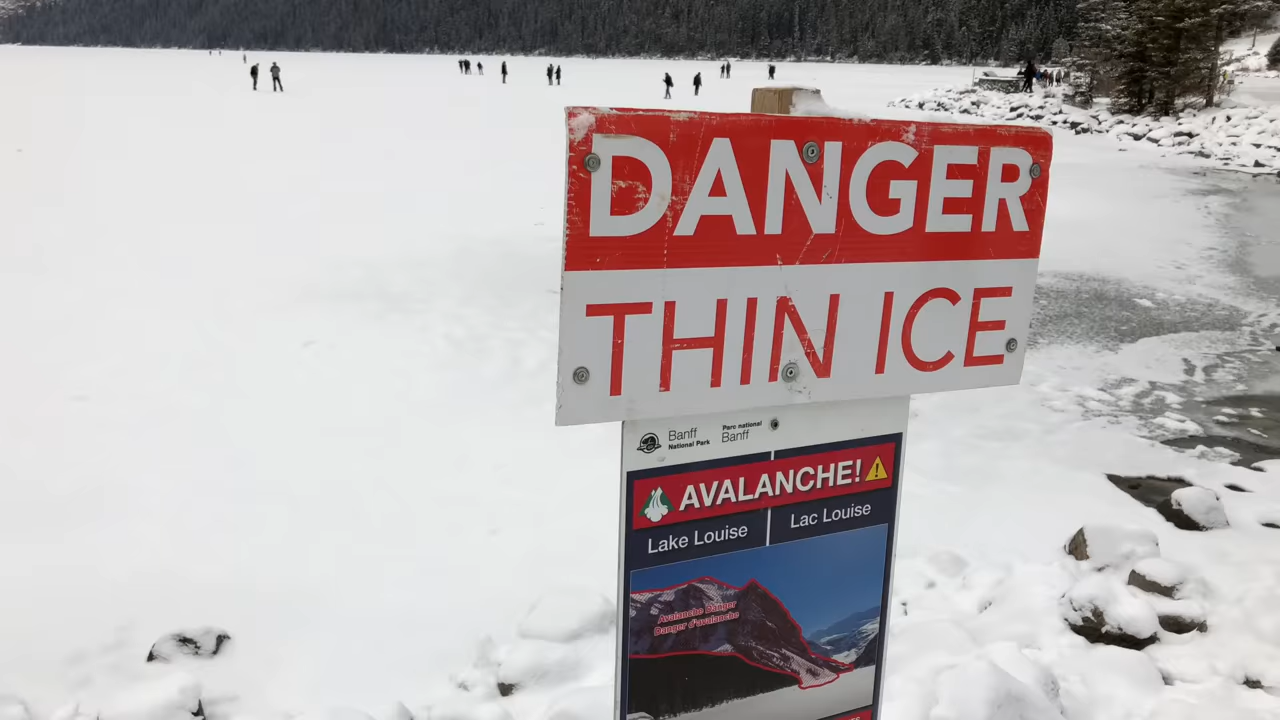 DANGER
THIN ICE
Banff
National Park
Parc national
Banff
AVALANCHE!
Lake Louise
Lac Louise
Avalanche Danger
Danger d'avalanche